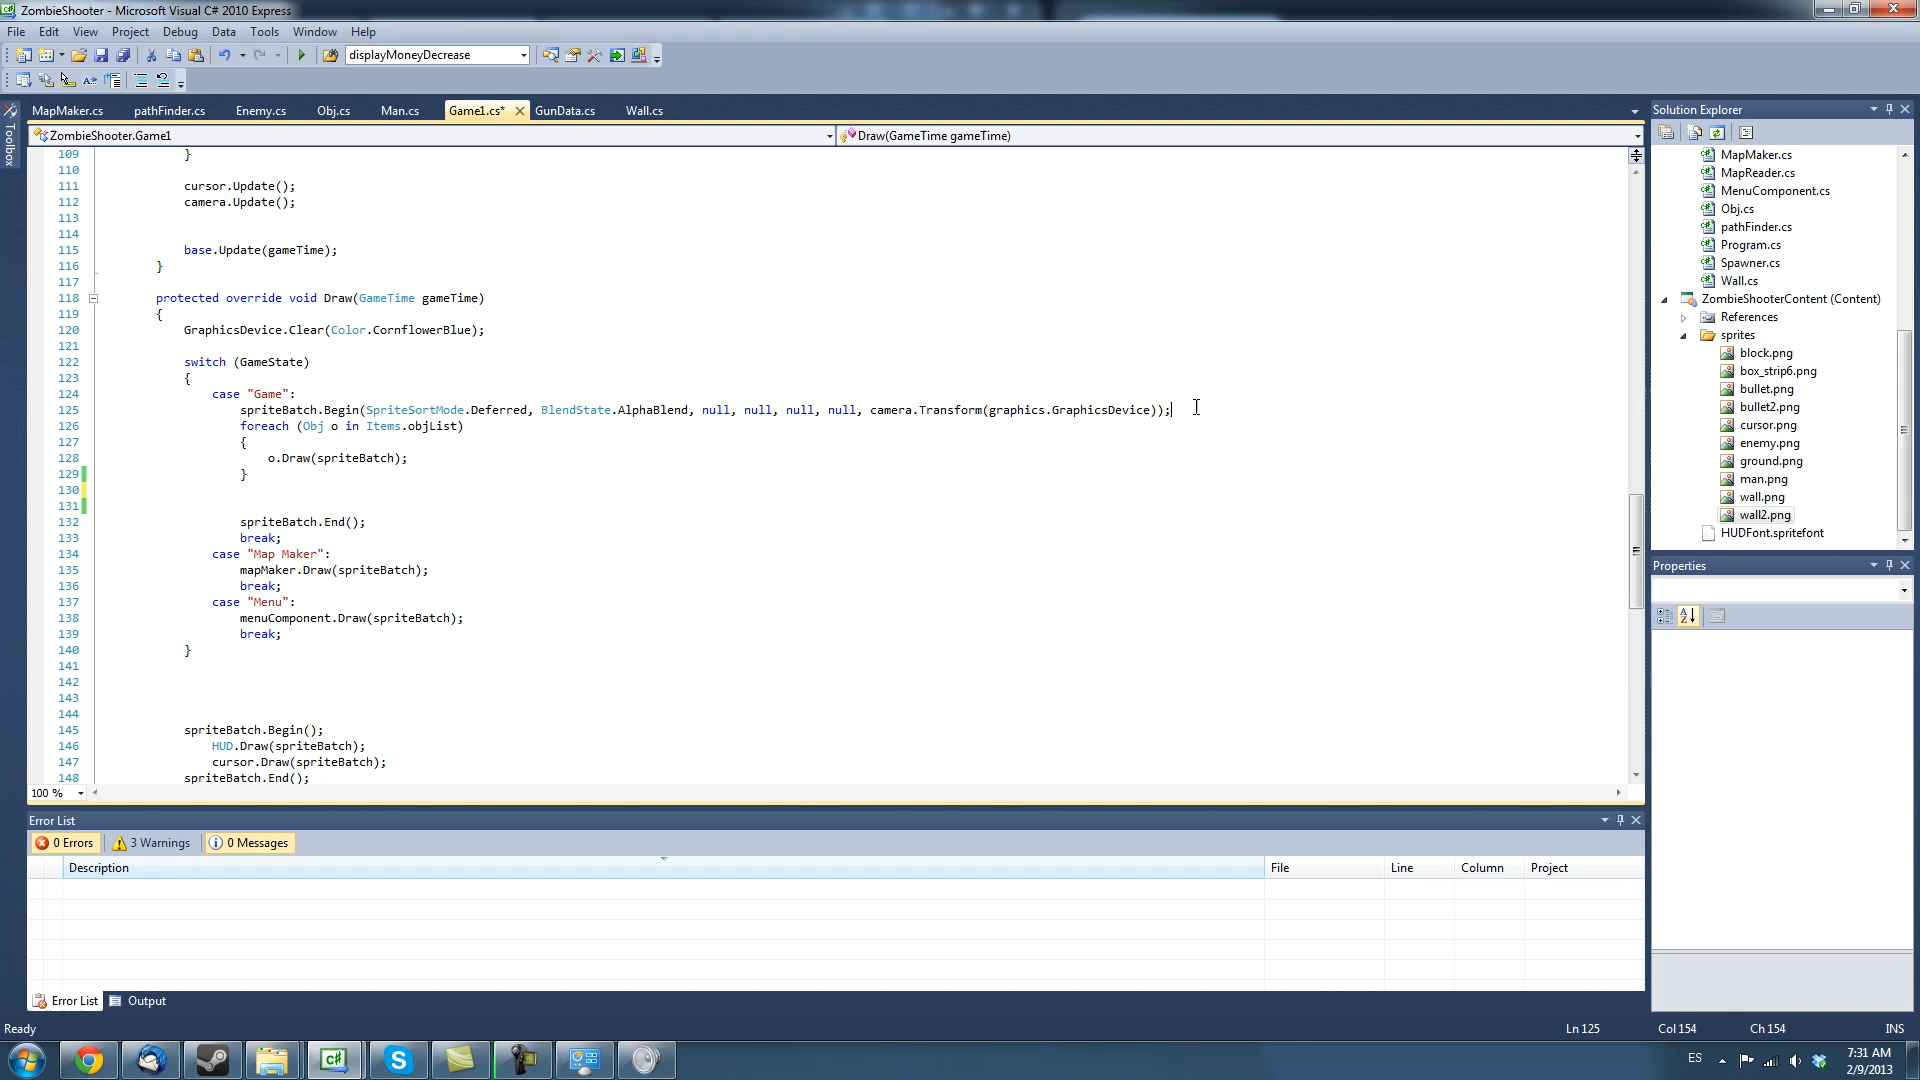 ZombieShooter - Microsoft Visual C# 2010 Express
File Edit View Project Debug Data Tools Window Help
displayMoneyDecrease
MapMaker.cs pathFinder.cs Enemy.cs Obj.cs Man.cs Game1.cs* GunData.cs Wall.cs
Toolbox
ZombieShooter.Game1 Draw(GameTime gameTime)
109 }
110
111 cursor.Update();
112 camera.Update();
113
114
115 base.Update(gameTime);
116 }
117
118 protected override void Draw(GameTime gameTime)
119 {
120 GraphicsDevice.Clear(Color.CornflowerBlue);
121
122 switch (GameState)
123 {
124 case "Game":
125 spriteBatch.Begin(SpriteSortMode.Deferred, BlendState.AlphaBlend, null, null, null, null, camera.Transform(graphics.GraphicsDevice));
126 foreach (Obj o in Items.objList)
127 {
128 o.Draw(spriteBatch);
129 }
130
131
132 spriteBatch.End();
133 break;
134 case "Map Maker":
135 mapMaker.Draw(spriteBatch);
136 break;
137 case "Menu":
138 menuComponent.Draw(spriteBatch);
139 break;
140 }
141
142
143
144
145 spriteBatch.Begin();
146 HUD.Draw(spriteBatch);
147 cursor.Draw(spriteBatch);
148 spriteBatch.End();
100 %
Solution Explorer
MapMaker.cs
MapReader.cs
MenuComponent.cs
Obj.cs
pathFinder.cs
Program.cs
Spawner.cs
Wall.cs
ZombieShooterContent (Content)
References
sprites
block.png
box_strip6.png
bullet.png
bullet2.png
cursor.png
enemy.png
ground.png
man.png
wall.png
wall2.png
HUDFont.spritefont
Properties
Error List
0 Errors 3 Warnings 0 Messages
Description File Line Column Project
Error List Output
Ready Ln 125 Col 154 Ch 154 INS
ES 7:31 AM
2/9/2013